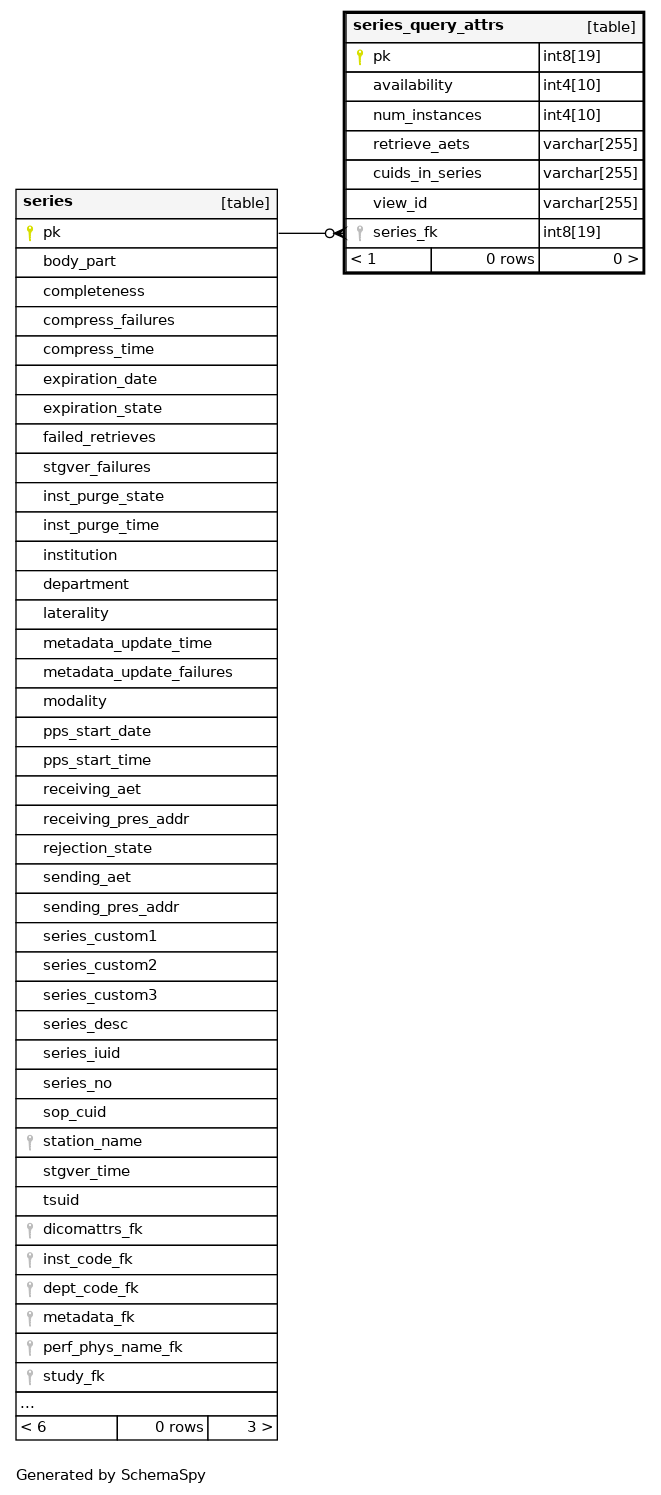 series_query_attrs [table]
pk int8[19]
availability int4[10]
num_instances int4[10]
retrieve_aets varchar[255]
cuids_in_series varchar[255]
view_id varchar[255]
series_fk int8[19]
< 1 0 rows 0 >
series [table]
pk
body_part
completeness
compress_failures
compress_time
expiration_date
expiration_state
failed_retrieves
stgver_failures
inst_purge_state
inst_purge_time
institution
department
laterality
metadata_update_time
metadata_update_failures
modality
pps_start_date
pps_start_time
receiving_aet
receiving_pres_addr
rejection_state
sending_aet
sending_pres_addr
series_custom1
series_custom2
series_custom3
series_desc
series_iuid
series_no
sop_cuid
station_name
stgver_time
tsuid
dicomattrs_fk
inst_code_fk
dept_code_fk
metadata_fk
perf_phys_name_fk
study_fk
...
< 6 0 rows 3 >
Generated by SchemaSpy